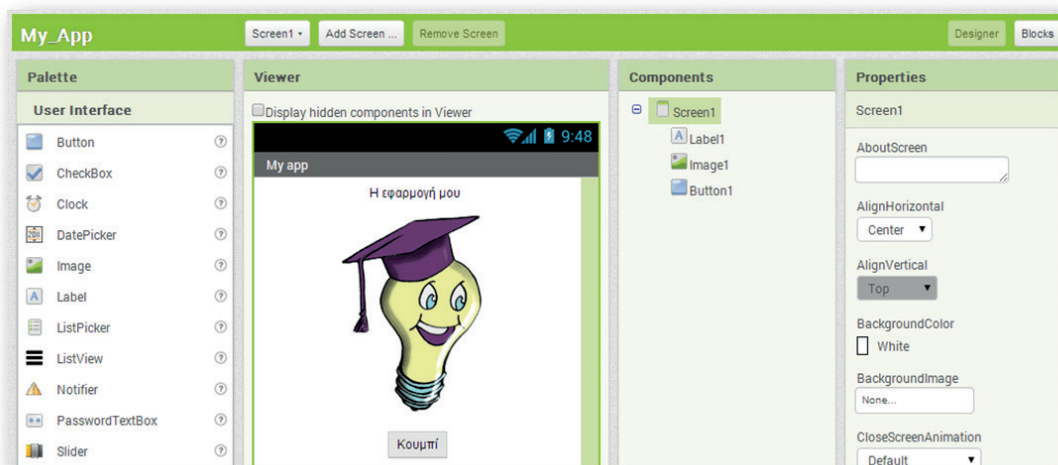 My_App
Screen1
Add Screen ...
Remove Screen
Designer
Blocks
Palette
User Interface
Button
CheckBox
Clock
DatePicker
Image
Label
ListPicker
ListView
Notifier
PasswordTextBox
Slider
Viewer
Display hidden components in Viewer
9:48
My app
Η εφαρμογή μου
Κουμπί
Components
Screen1
Label1
Image1
Button1
Properties
Screen1
AboutScreen
AlignHorizontal
Center
AlignVertical
Top
BackgroundColor
White
BackgroundImage
None...
CloseScreenAnimation
Default